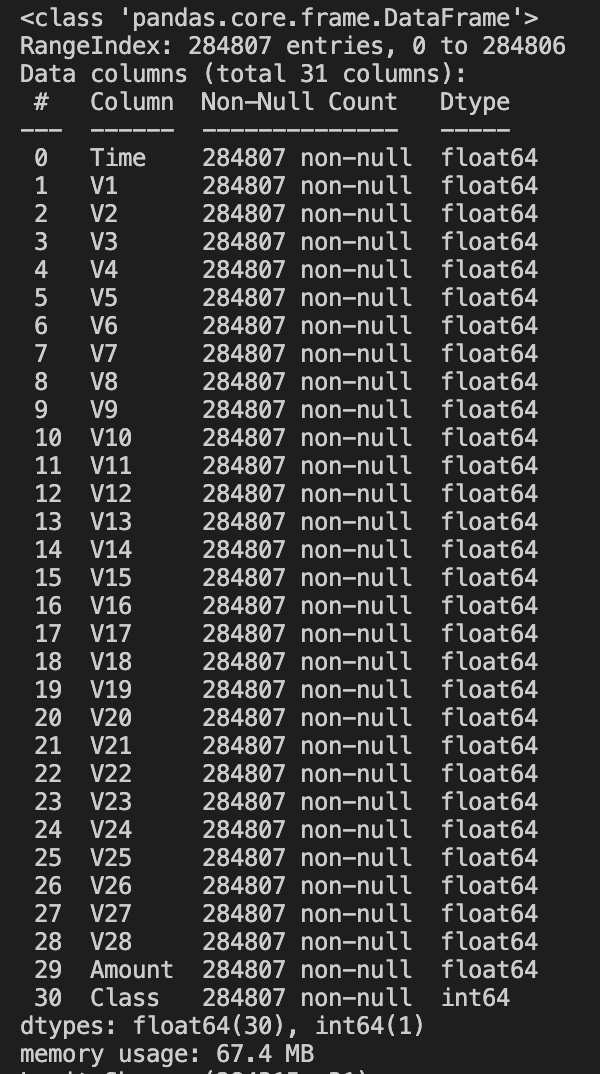 <class 'pandas.core.frame.DataFrame'>
RangeIndex: 284807 entries, 0 to 284806
Data columns (total 31 columns):
 #   Column  Non-Null Count   Dtype
---  ------  --------------   -----
 0   Time    284807 non-null  float64
 1   V1      284807 non-null  float64
 2   V2      284807 non-null  float64
 3   V3      284807 non-null  float64
 4   V4      284807 non-null  float64
 5   V5      284807 non-null  float64
 6   V6      284807 non-null  float64
 7   V7      284807 non-null  float64
 8   V8      284807 non-null  float64
 9   V9      284807 non-null  float64
 10  V10     284807 non-null  float64
 11  V11     284807 non-null  float64
 12  V12     284807 non-null  float64
 13  V13     284807 non-null  float64
 14  V14     284807 non-null  float64
 15  V15     284807 non-null  float64
 16  V16     284807 non-null  float64
 17  V17     284807 non-null  float64
 18  V18     284807 non-null  float64
 19  V19     284807 non-null  float64
 20  V20     284807 non-null  float64
 21  V21     284807 non-null  float64
 22  V22     284807 non-null  float64
 23  V23     284807 non-null  float64
 24  V24     284807 non-null  float64
 25  V25     284807 non-null  float64
 26  V26     284807 non-null  float64
 27  V27     284807 non-null  float64
 28  V28     284807 non-null  float64
 29  Amount  284807 non-null  float64
 30  Class   284807 non-null  int64
dtypes: float64(30), int64(1)
memory usage: 67.4 MB